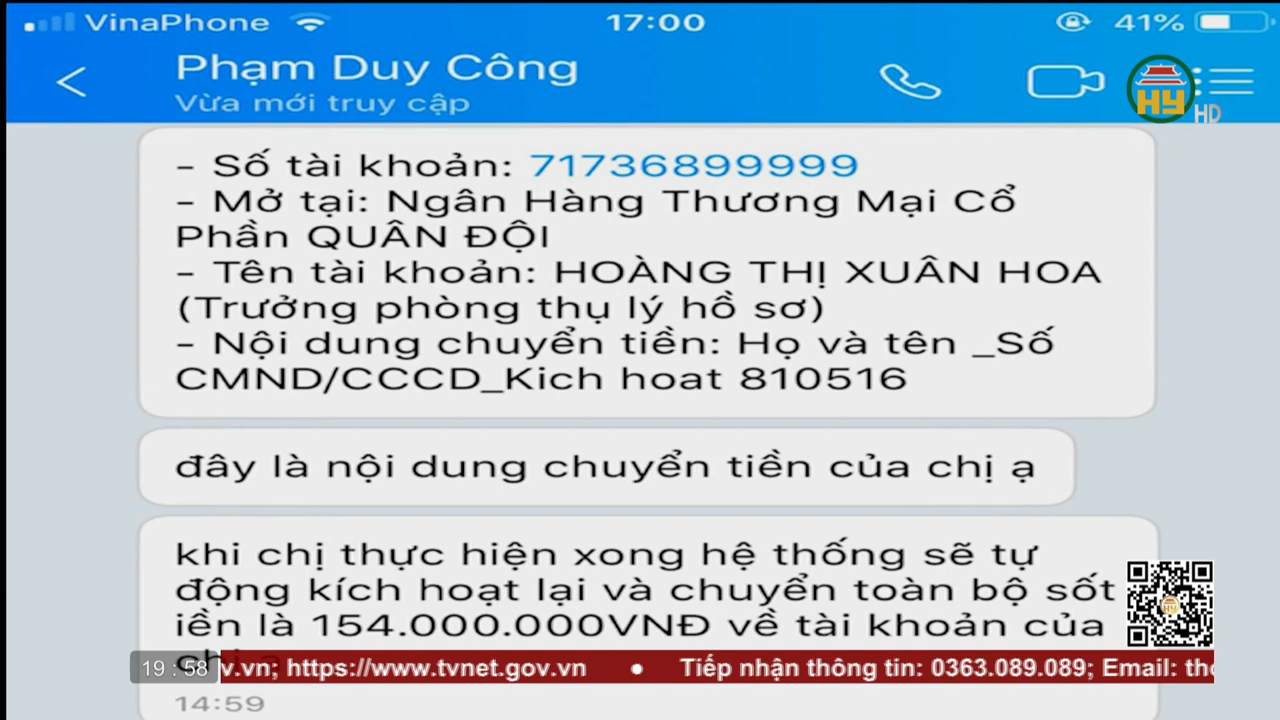 VinaPhone 17:00 41%
Phạm Duy Công
Vừa mới truy cập
HY HD
- Số tài khoản: 71736899999
- Mở tại: Ngân Hàng Thương Mại Cổ
Phần QUÂN ĐỘI
- Tên tài khoản: HOÀNG THỊ XUÂN HOA
(Trưởng phòng thụ lý hồ sơ)
- Nội dung chuyển tiền: Họ và tên _Số
CMND/CCCD_Kich hoat 810516
đây là nội dung chuyển tiền của chị ạ
khi chị thực hiện xong hệ thống sẽ tự
động kích hoạt lại và chuyển toàn bộ sốt
iền là 154.000.000VNĐ về tài khoản của
19:58 v.vn; https://www.tvnet.gov.vn • Tiếp nhận thông tin: 0363.089.089; Email: thơ
14:59